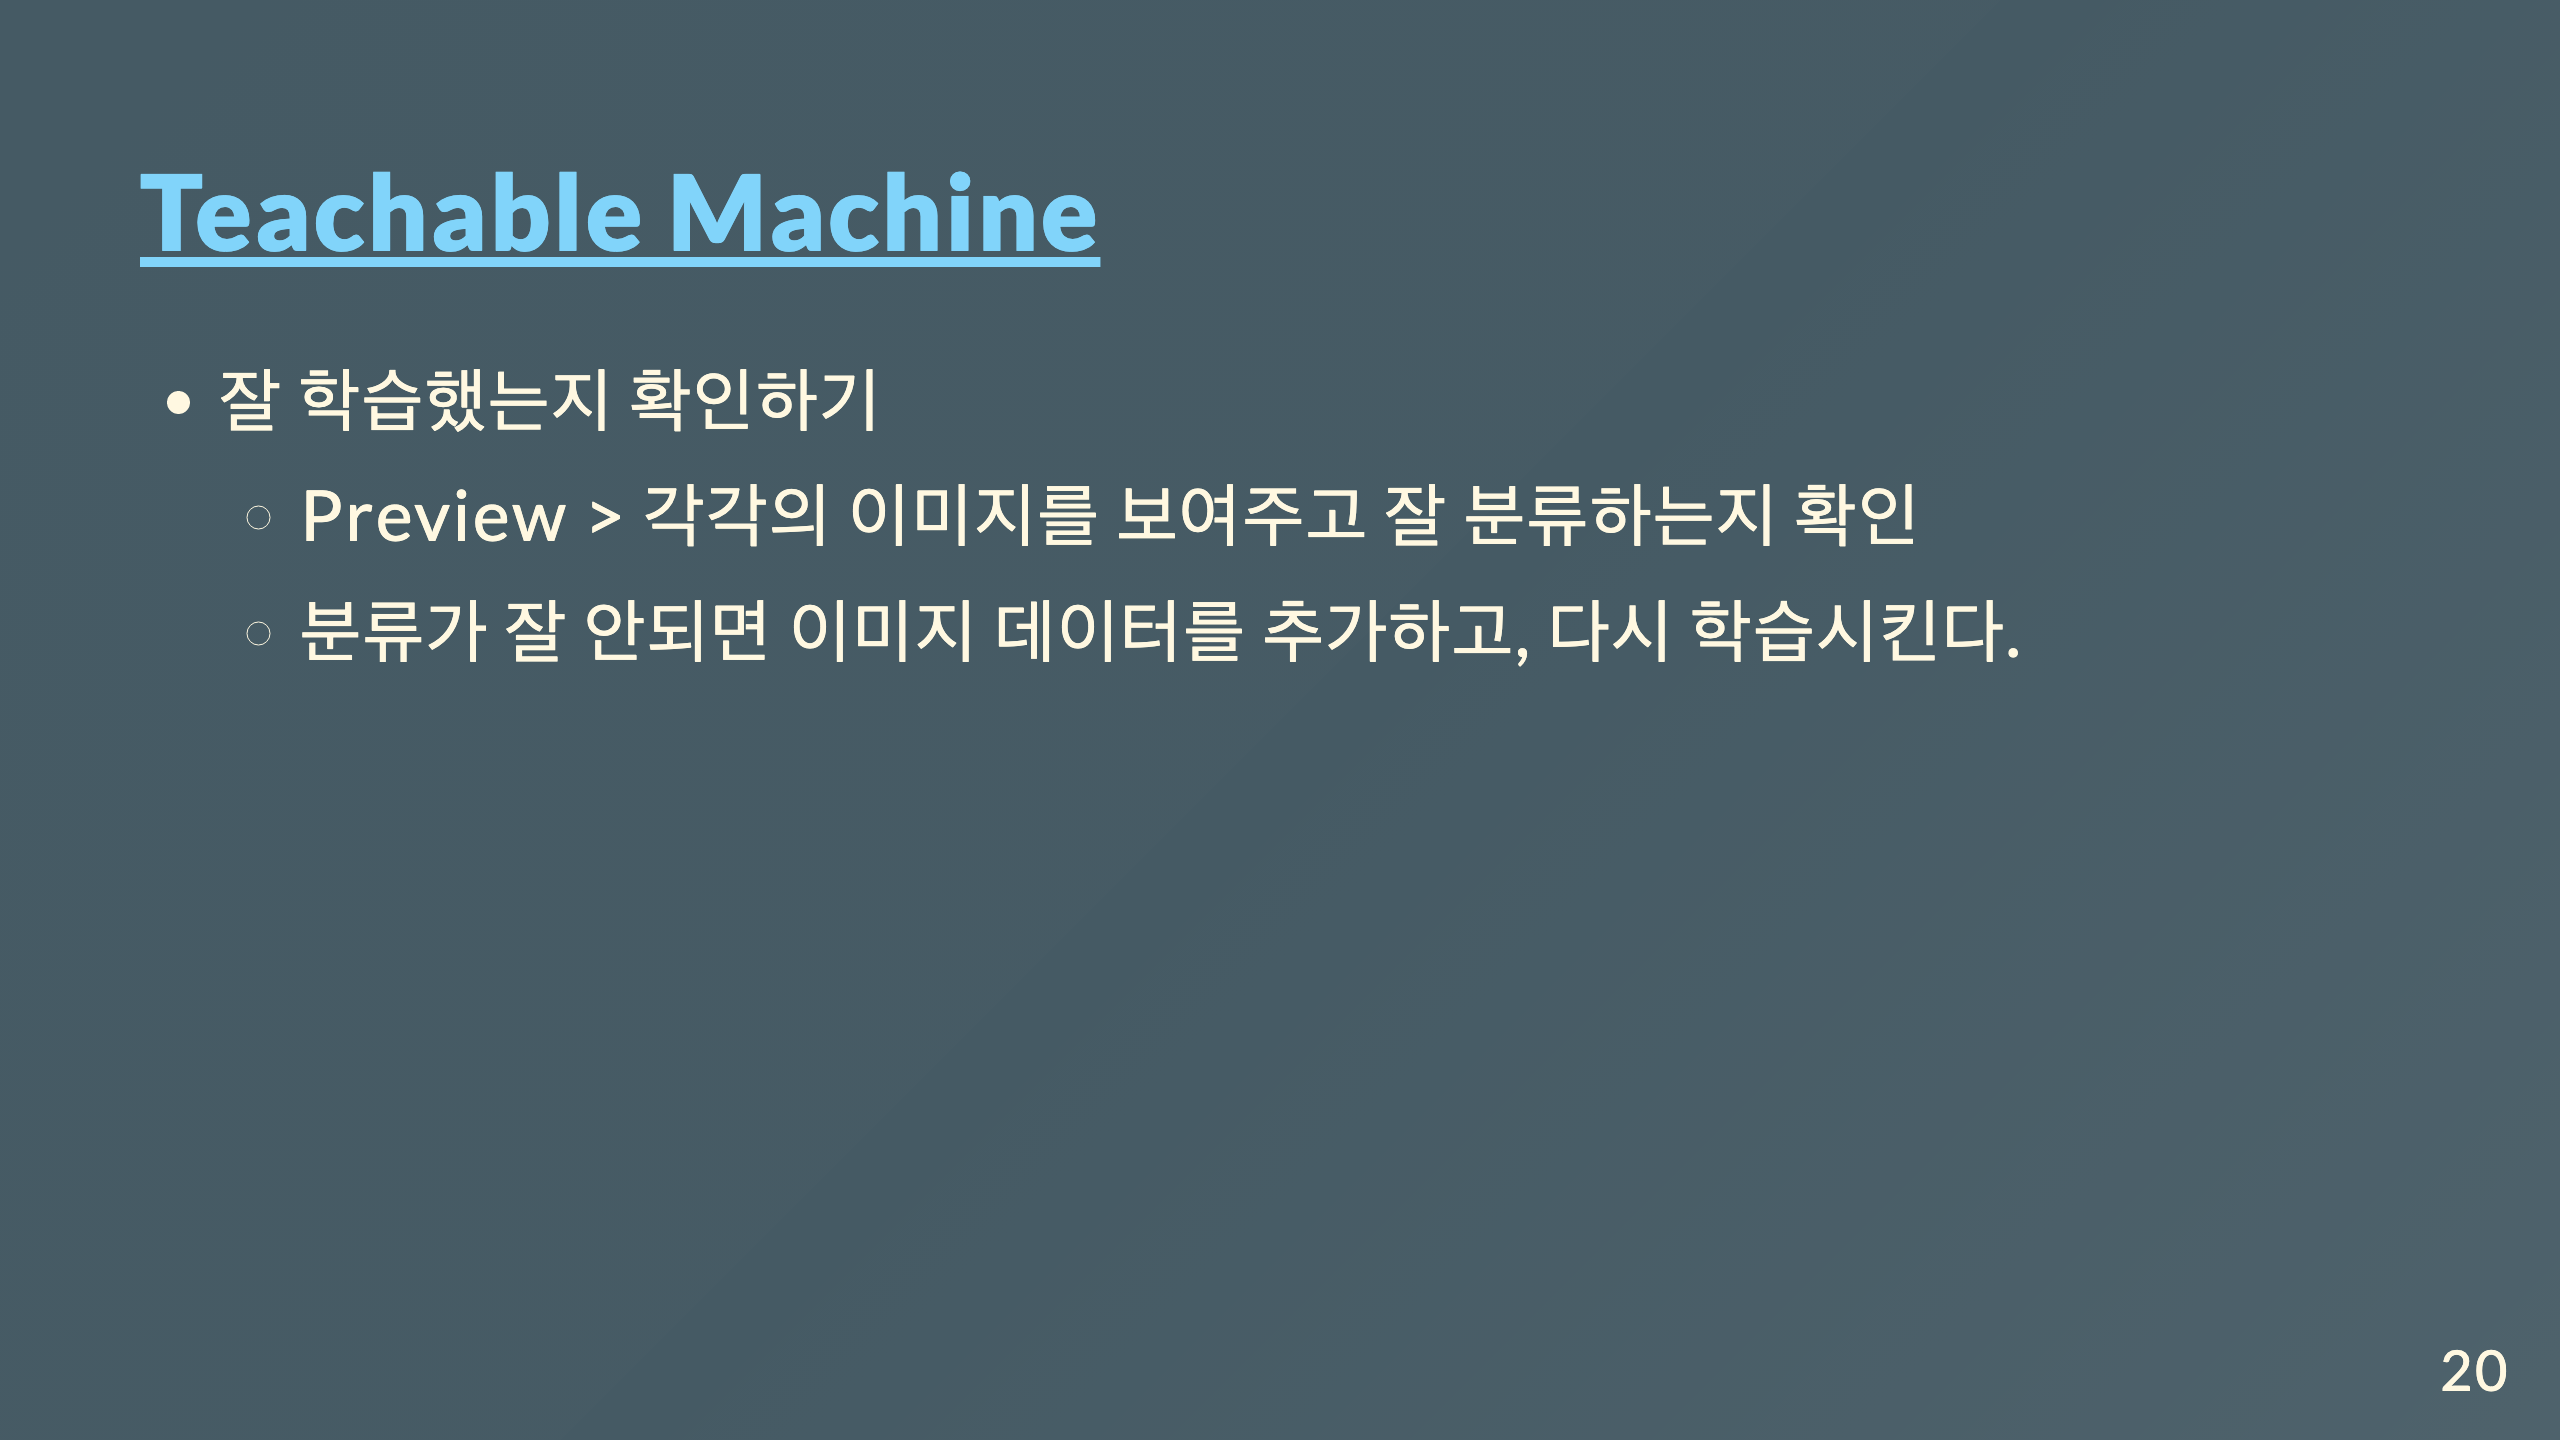 Teachable Machine
• 잘 학습했는지 확인하기
○ Preview > 각각의 이미지를 보여주고 잘 분류하는지 확인
○ 분류가 잘 안되면 이미지 데이터를 추가하고, 다시 학습시킨다.
20